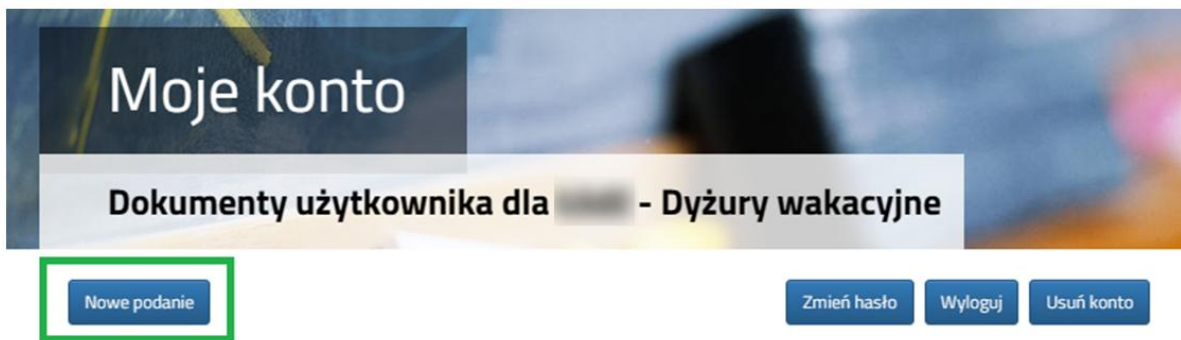 Moje konto
Dokumenty użytkownika dla - Dyżury wakacyjne
Nowe podanie Zmień hasło Wyloguj Usuń konto